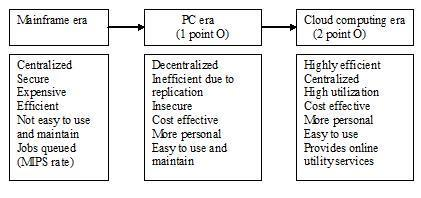 Mainframe era
PC era
(1 point O)
Cloud computing era
(2 point O)
Centralized
Secure
Expensive
Efficient
Not easy to use
and maintain
Jobs queued
(MIPS rate)
Decentralized
Inefficient due to
replication
Insecure
Cost effective
More personal
Easy to use and
maintain
Highly efficient
Centralized
High utilization
Cost effective
More personal
Easy to use
Provides online
utility services